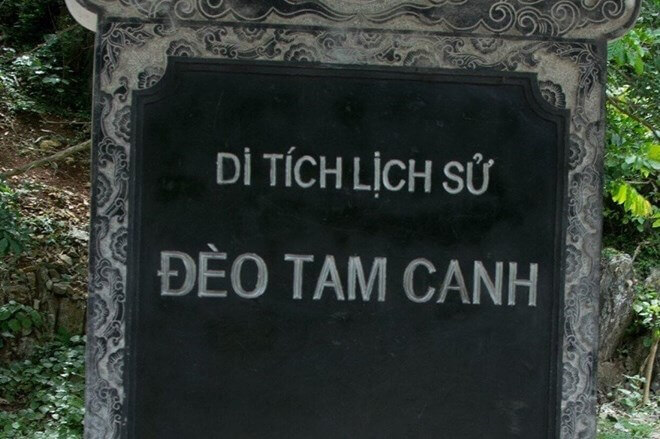 DI TÍCH LỊCH SỬ
ĐÈO TAM CANH